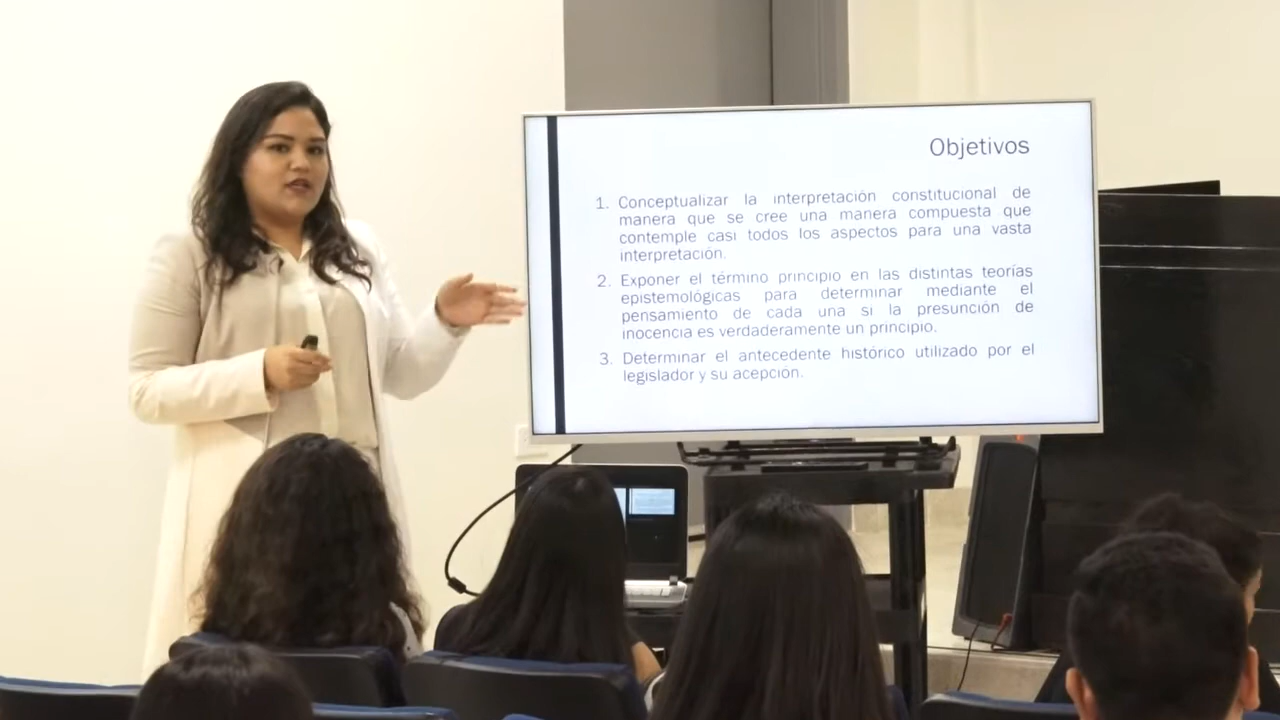 Objetivos
1. Conceptualizar la interpretación constitucional de
manera que se cree una manera compuesta que
contemple casi todos los aspectos para una vasta
interpretación.
2. Exponer el término principio en las distintas teorías
epistemológicas para determinar mediante el
pensamiento de cada una si la presunción de
inocencia es verdaderamente un principio.
3. Determinar el antecedente histórico utilizado por el
legislador y su acepción.